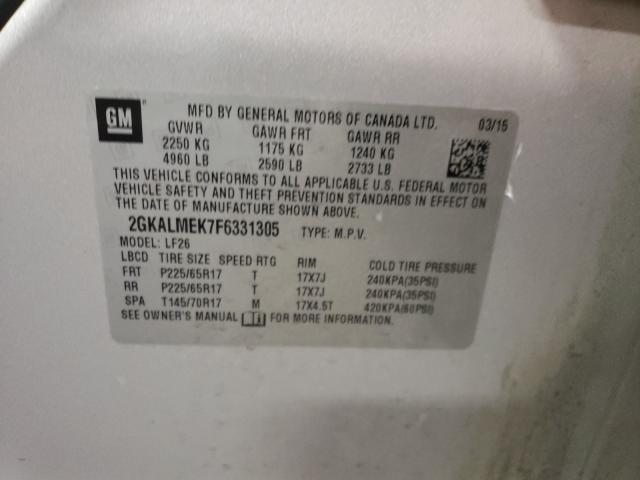 GM
MFD BY GENERAL MOTORS OF CANADA LTD. 03/15
GVWR GAWR FRT GAWR RR
2250 KG 1175 KG 1240 KG
4960 LB 2590 LB 2733 LB
THIS VEHICLE CONFORMS TO ALL APPLICABLE U.S. FEDERAL MOTOR
VEHICLE SAFETY AND THEFT PREVENTION STANDARDS IN EFFECT ON
THE DATE OF MANUFACTURE SHOWN ABOVE.
2GKALMEK7F6331305 TYPE: M.P.V.
MODEL: LF26
LBCD TIRE SIZE SPEED RTG RIM COLD TIRE PRESSURE
FRT P225/65R17 T 17X7J 240KPA(35PSI)
RR P225/65R17 T 17X7J 240KPA(35PSI)
SPA T145/70R17 M 17X4.5T 420KPA(60PSI)
SEE OWNER'S MANUAL FOR MORE INFORMATION.